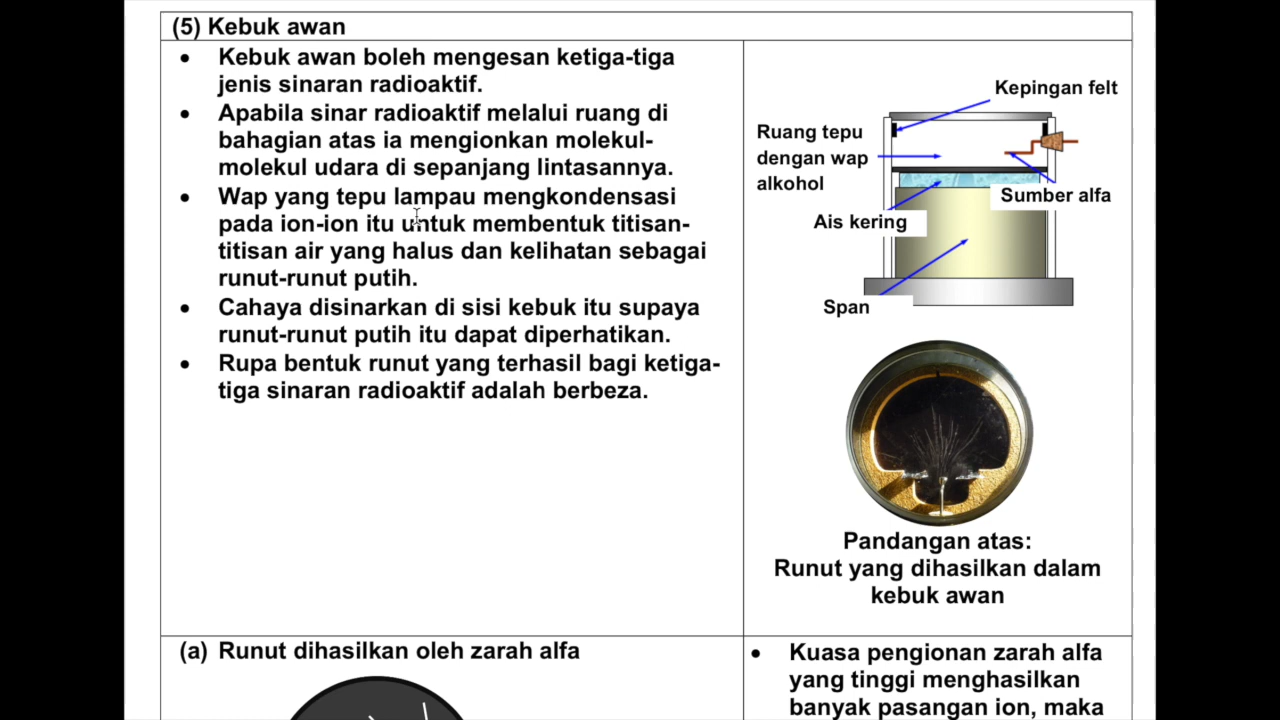 (5) Kebuk awan
• Kebuk awan boleh mengesan ketiga-tiga
jenis sinaran radioaktif.
• Apabila sinar radioaktif melalui ruang di
bahagian atas ia mengionkan molekul-
molekul udara di sepanjang lintasannya.
• Wap yang tepu lampau mengkondensasi
pada ion-ion itu untuk membentuk titisan-
titisan air yang halus dan kelihatan sebagai
runut-runut putih.
• Cahaya disinarkan di sisi kebuk itu supaya
runut-runut putih itu dapat diperhatikan.
• Rupa bentuk runut yang terhasil bagi ketiga-
tiga sinaran radioaktif adalah berbeza.
Kepingan felt
Ruang tepu
dengan wap
alkohol
Sumber alfa
Ais kering
Span
Pandangan atas:
Runut yang dihasilkan dalam
kebuk awan
(a) Runut dihasilkan oleh zarah alfa
• Kuasa pengionan zarah alfa
yang tinggi menghasilkan
banyak pasangan ion, maka